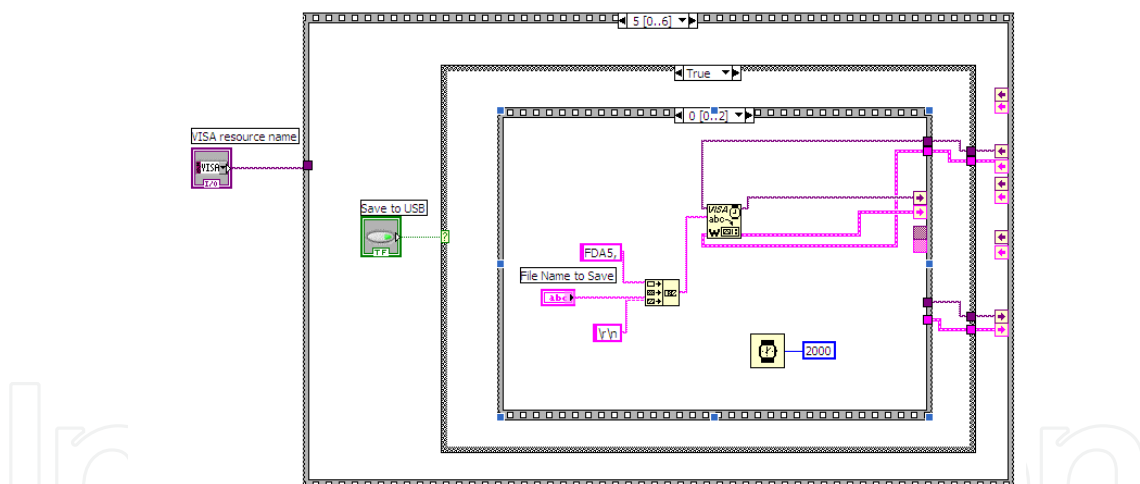 5 [0..6]
True
0 [0..2]
VISA resource name
VISA
I/O
Save to USB
TF
VISA
abc
W
FDA5,
File Name to Save
abc
\r\n
2000
?